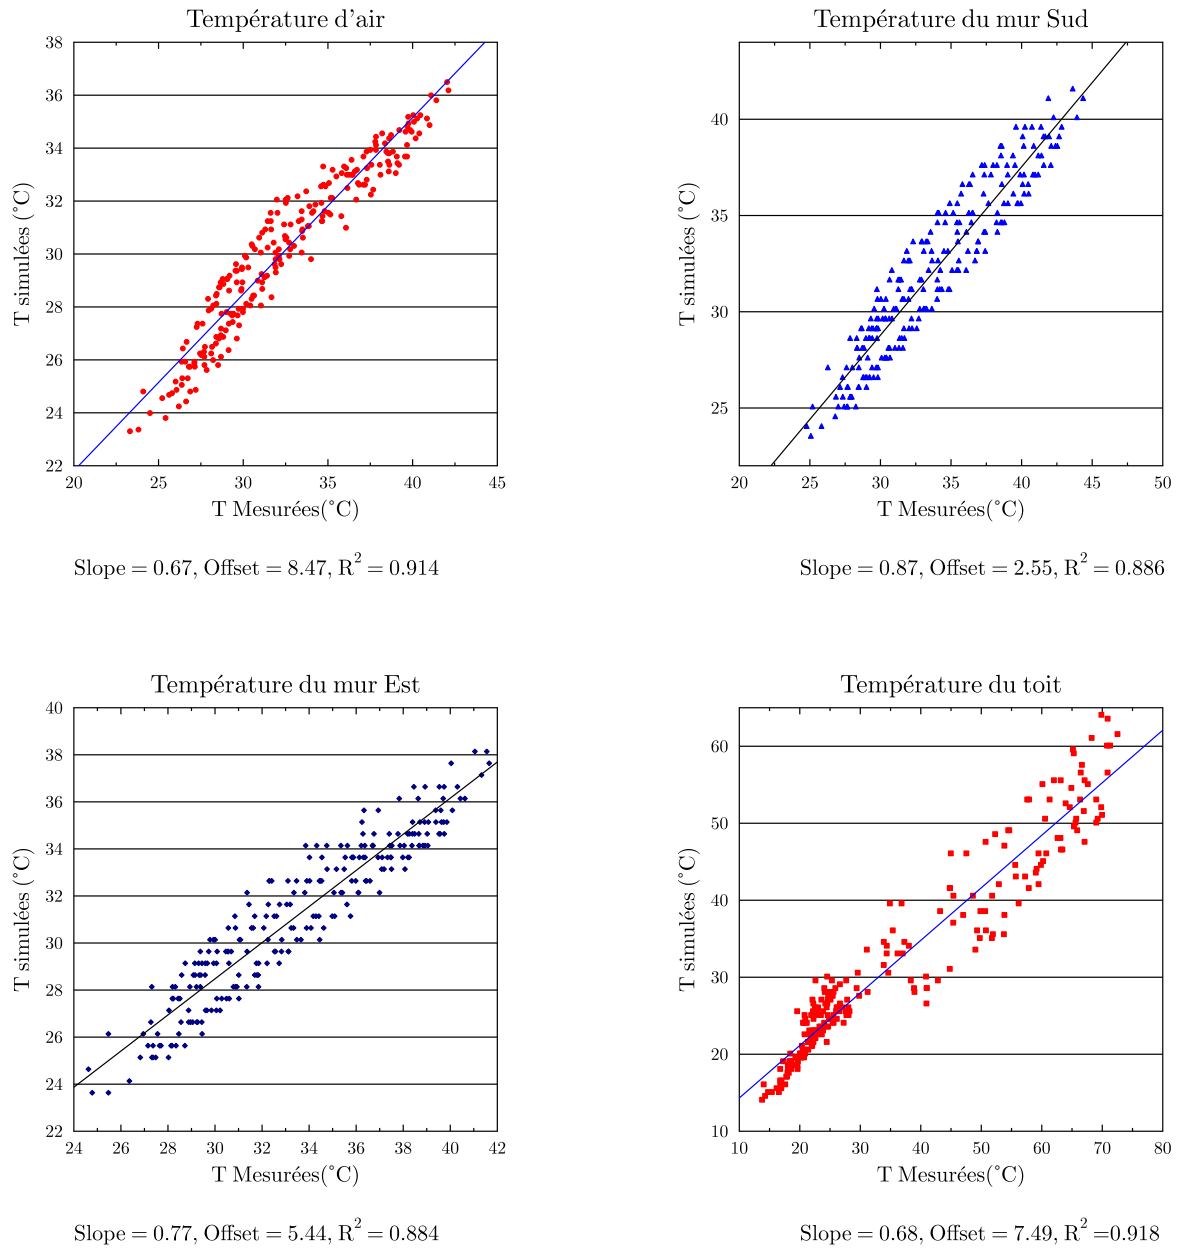 Température d'air
38
36
34
32
30
28
26
24
22
T simulées (°C)
20 25 30 35 40 45
T Mesurées(°C)
Slope = 0.67, Offset = 8.47, R² = 0.914
Température du mur Sud
40
35
30
25
T simulées (°C)
20 25 30 35 40 45 50
T Mesurées(°C)
Slope = 0.87, Offset = 2.55, R² = 0.886
Température du mur Est
40
38
36
34
32
30
28
26
24
22
T simulées (°C)
24 26 28 30 32 34 36 38 40 42
T Mesurées(°C)
Slope = 0.77, Offset = 5.44, R² = 0.884
Température du toit
60
50
40
30
20
10
T simulées (°C)
10 20 30 40 50 60 70 80
T Mesurées(°C)
Slope = 0.68, Offset = 7.49, R² =0.918